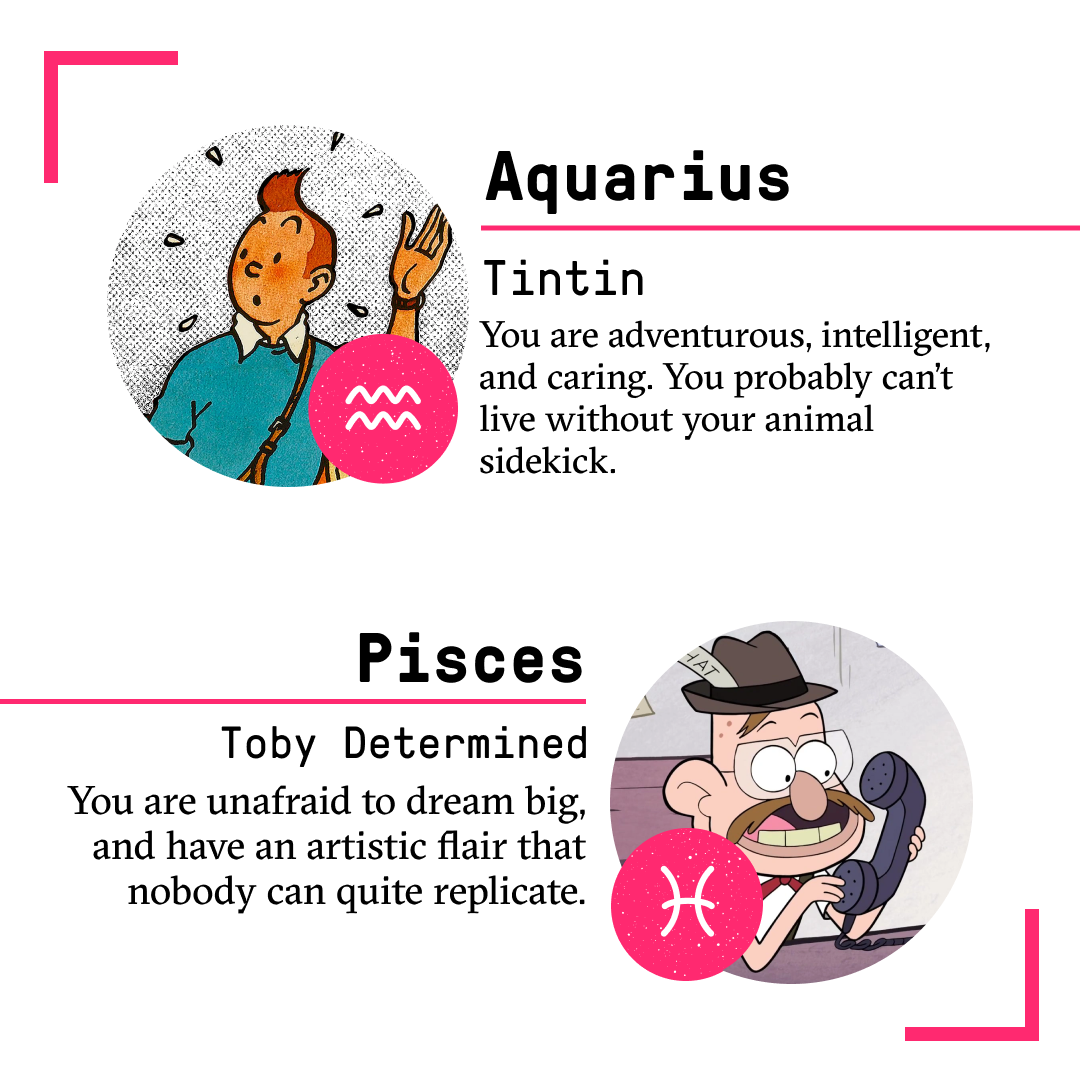 Aquarius
Tintin
You are adventurous, intelligent,
and caring. You probably can't
live without your animal
sidekick.
Pisces
HAT
Toby Determined
You are unafraid to dream big,
and have an artistic flair that
nobody can quite replicate.